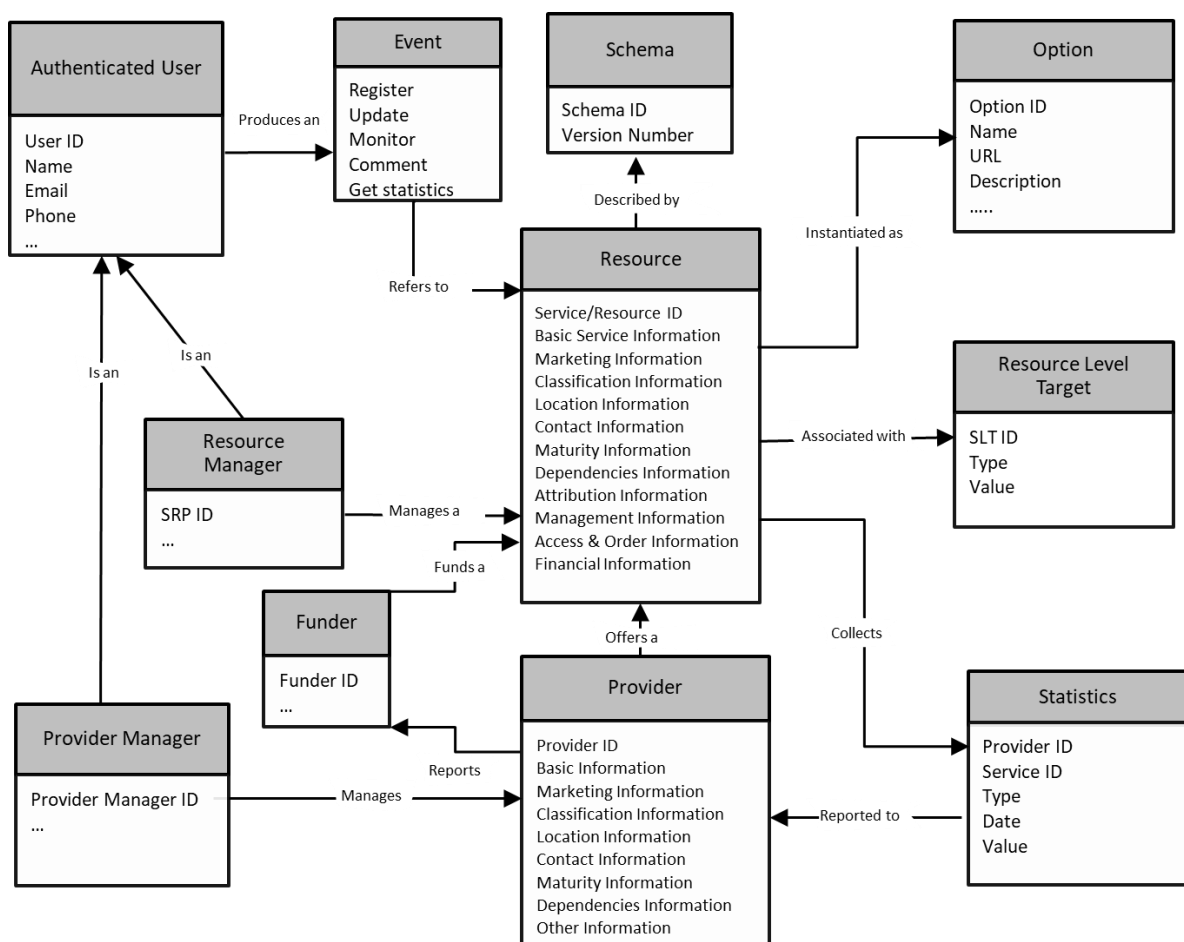 Authenticated User
User ID
Name
Email
Phone
...
Produces an
Event
Register
Update
Monitor
Comment
Get statistics
Refers to
Schema
Schema ID
Version Number
Described by
Option
Option ID
Name
URL
Description
.....
Instantiated as
Resource
Service/Resource ID
Basic Service Information
Marketing Information
Classification Information
Location Information
Contact Information
Maturity Information
Dependencies Information
Attribution Information
Management Information
Access & Order Information
Financial Information
Is an
Is an
Resource
Manager
SRP ID
...
Manages a
Resource Level
Target
SLT ID
Type
Value
Associated with
Funds a
Funder
Funder ID
...
Offers a
Collects
Provider Manager
Provider Manager ID
...
Reports
Manages
Provider
Provider ID
Basic Information
Marketing Information
Classification Information
Location Information
Contact Information
Maturity Information
Dependencies Information
Other Information
Statistics
Provider ID
Service ID
Type
Date
Value
Reported to